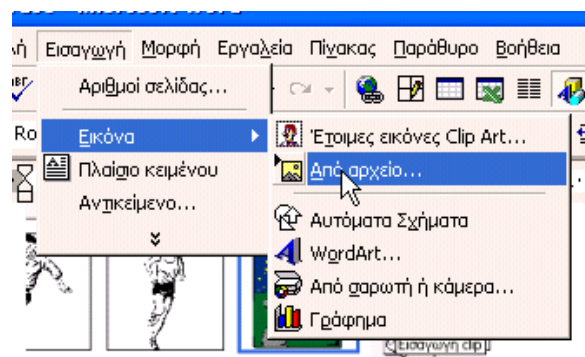 Εισαγωγή Μορφή Εργαλεία Πίνακας Παράθυρο Βοήθεια
Αριθμοί σελίδας...
Ro
Εικόνα
Πλαίσιο κειμένου
Αντικείμενο...
Έτοιμες εικόνες Clip Art...
Από αρχείο...
Αυτόματα Σχήματα
WordArt...
Από σαρωτή ή κάμερα...
Γράφημα
Εισαγωγή clip